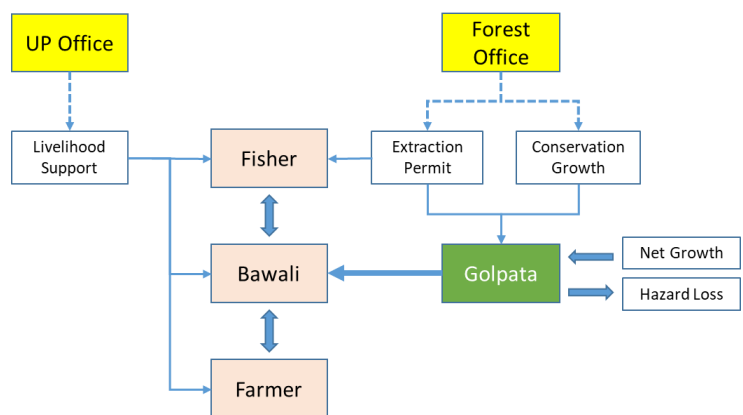 UP Office
Forest
Office
Livelihood
Support
Fisher
Extraction
Permit
Conservation
Growth
Bawali
Golpata
Net Growth
Hazard Loss
Farmer